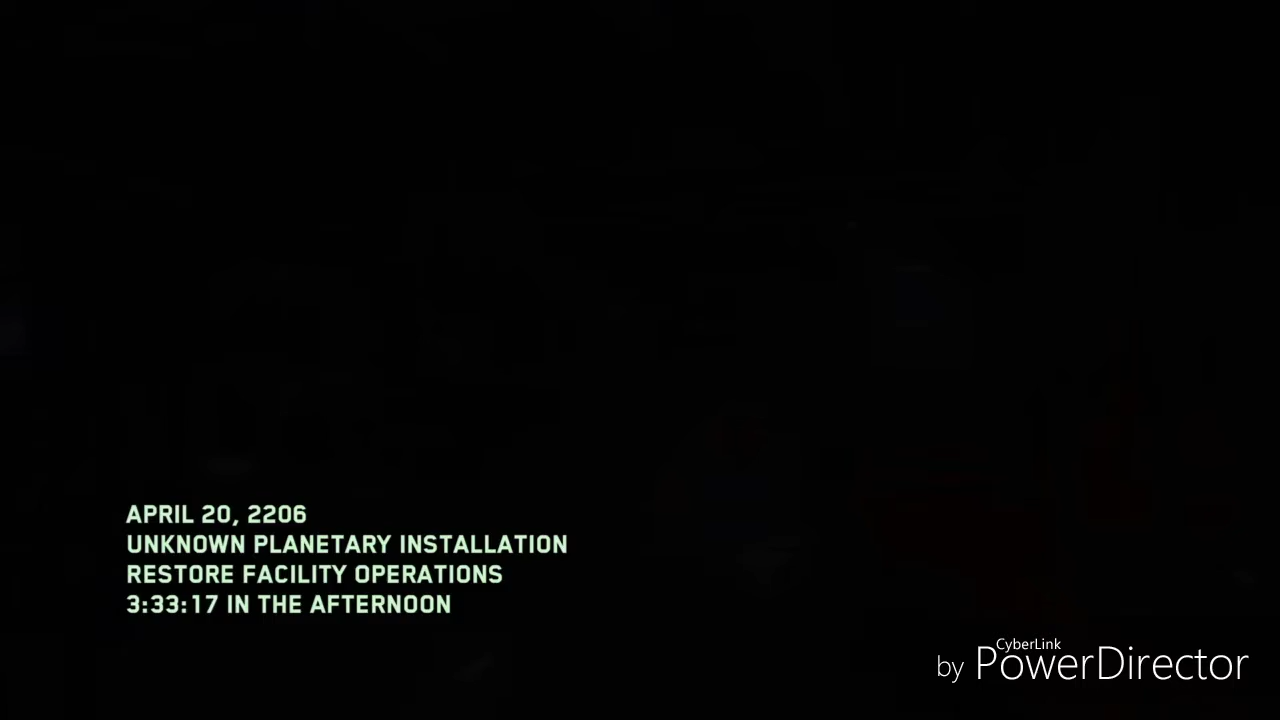 APRIL 20, 2206
UNKNOWN PLANETARY INSTALLATION
RESTORE FACILITY OPERATIONS
3:33:17 IN THE AFTERNOON
CyberLink
by PowerDirector